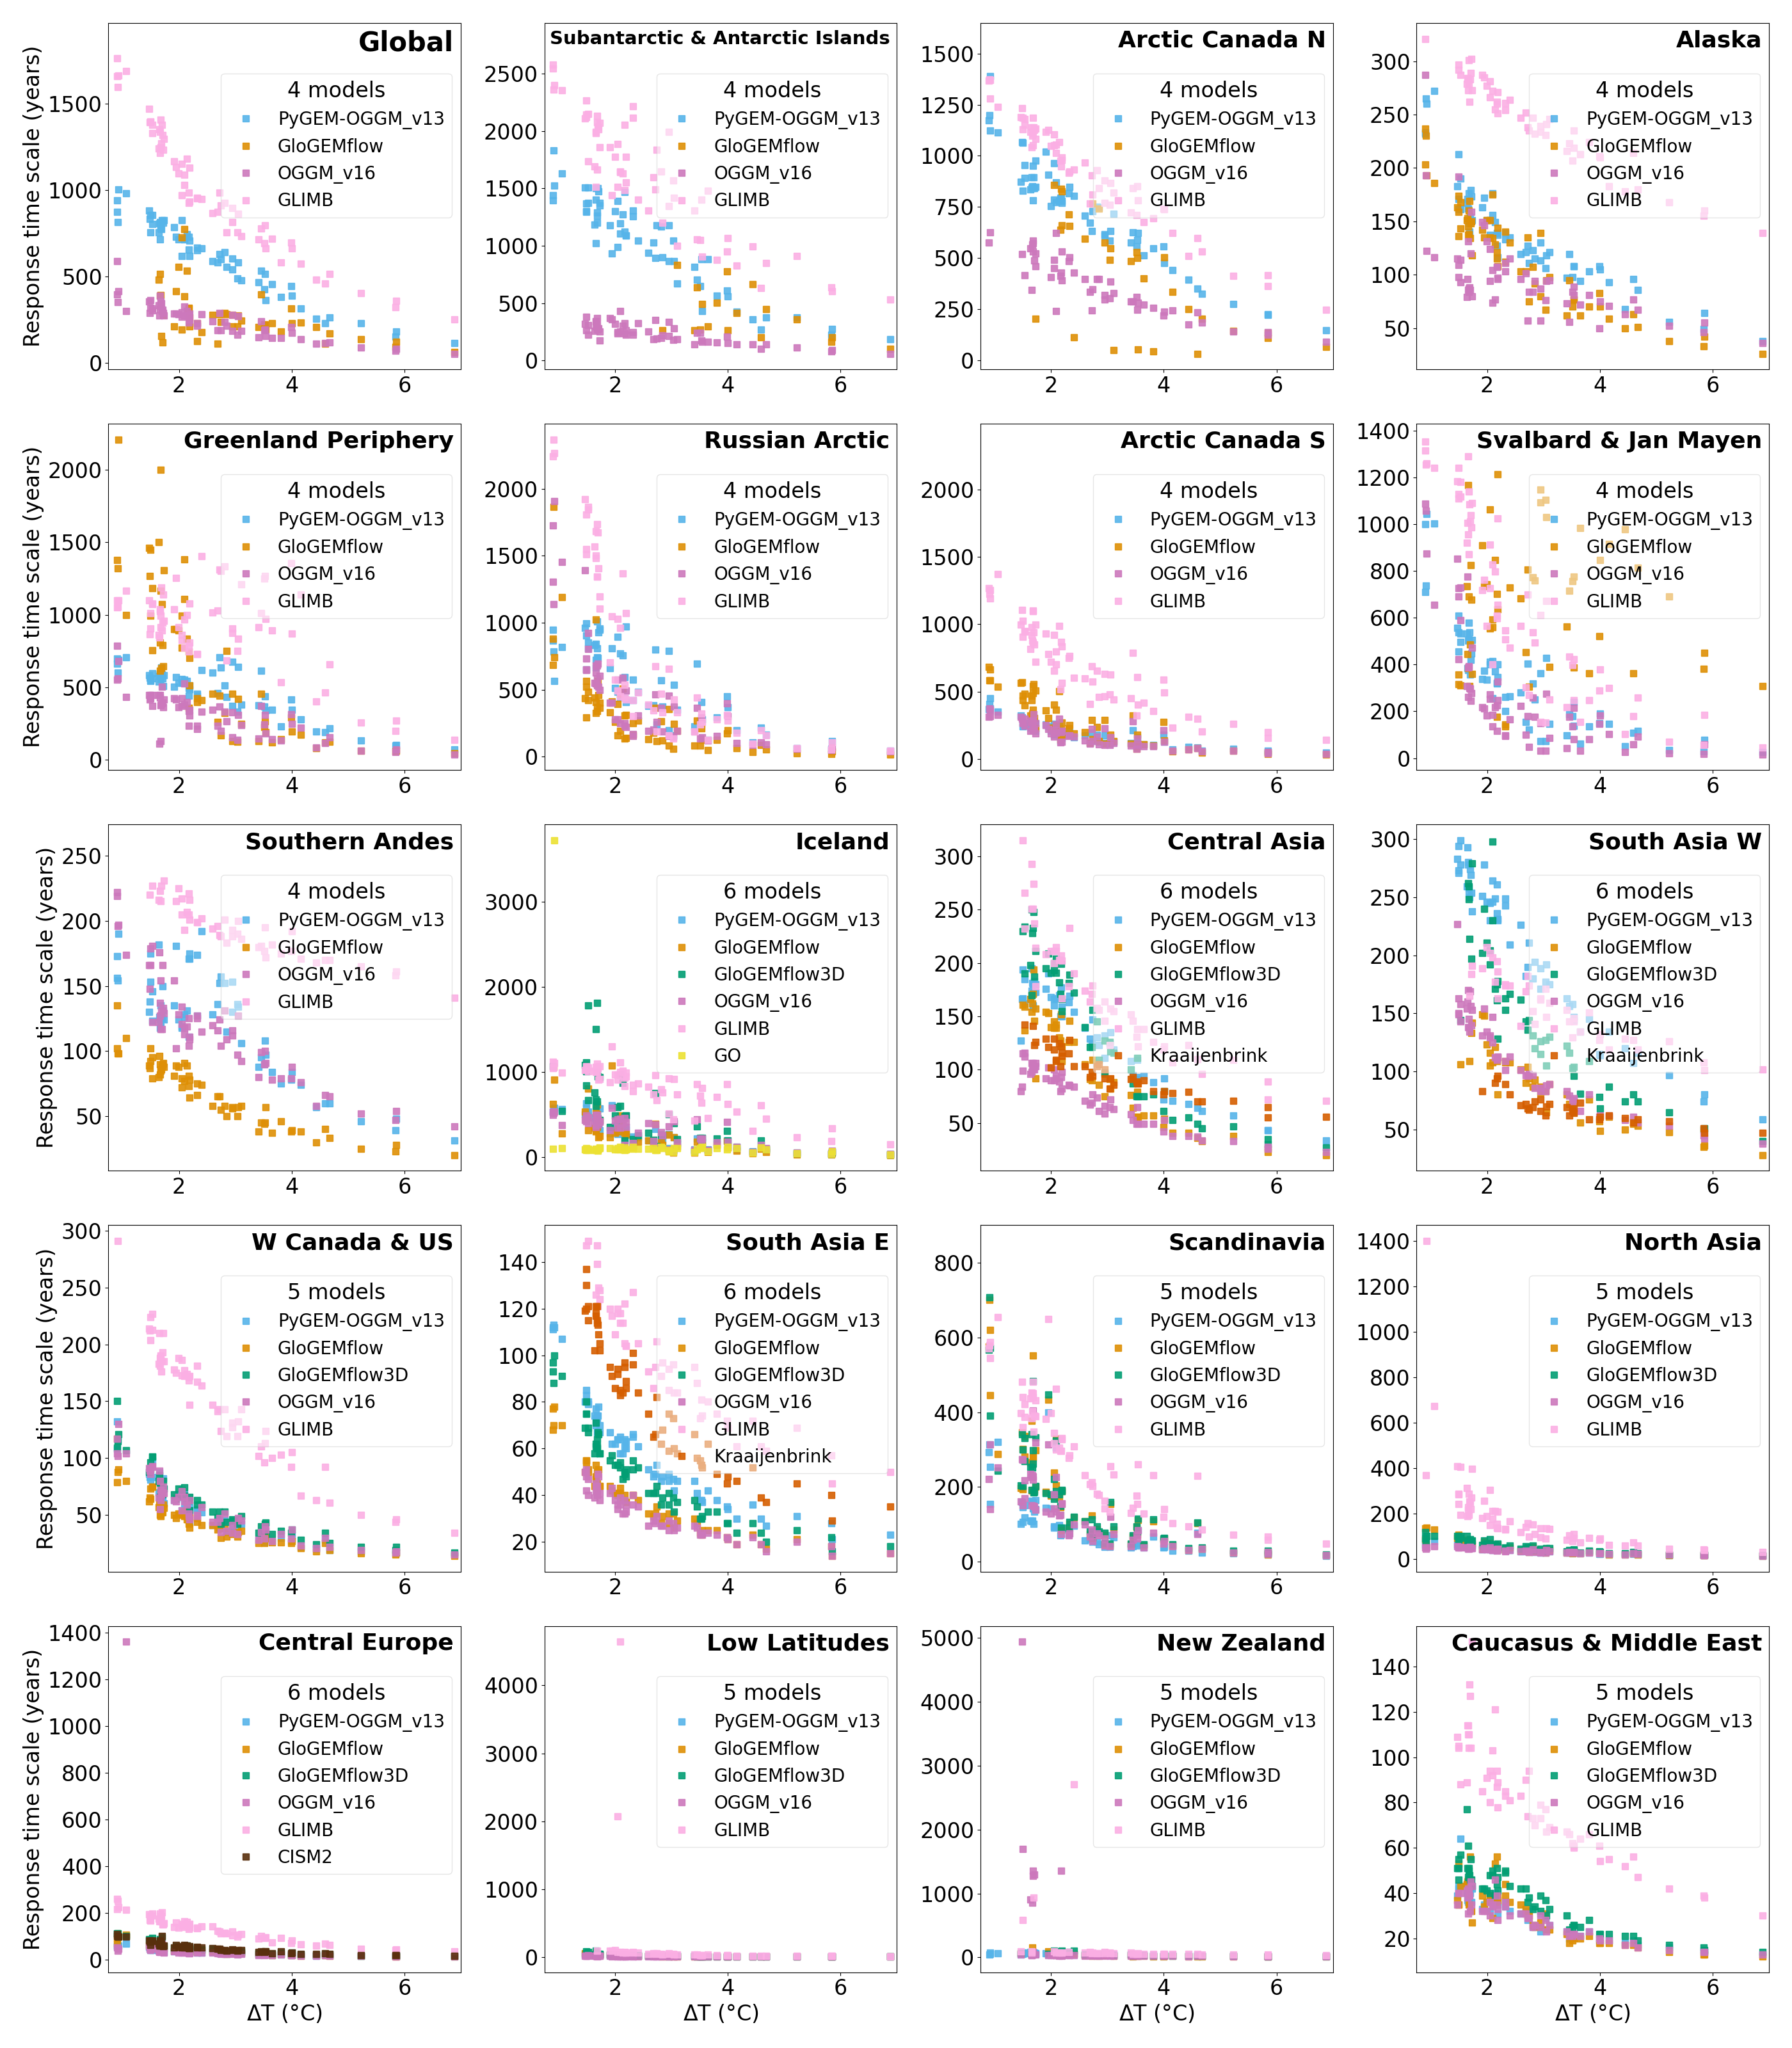 Global
Response time scale (years)
4 models
PyGEM-OGGM_v13
GloGEMflow
OGGM_v16
GLIMB
0
500
1000
1500
2
4
6
Subantarctic & Antarctic Islands
4 models
PyGEM-OGGM_v13
GloGEMflow
OGGM_v16
GLIMB
0
500
1000
1500
2000
2500
2
4
6
Arctic Canada N
4 models
PyGEM-OGGM_v13
GloGEMflow
OGGM_v16
GLIMB
0
250
500
750
1000
1250
1500
2
4
6
Alaska
4 models
PyGEM-OGGM_v13
GloGEMflow
OGGM_v16
GLIMB
50
100
150
200
250
300
2
4
6
Greenland Periphery
Response time scale (years)
4 models
PyGEM-OGGM_v13
GloGEMflow
OGGM_v16
GLIMB
0
500
1000
1500
2000
2
4
6
Russian Arctic
4 models
PyGEM-OGGM_v13
GloGEMflow
OGGM_v16
GLIMB
0
500
1000
1500
2000
2
4
6
Arctic Canada S
4 models
PyGEM-OGGM_v13
GloGEMflow
OGGM_v16
GLIMB
0
500
1000
1500
2000
2
4
6
Svalbard & Jan Mayen
4 models
PyGEM-OGGM_v13
GloGEMflow
OGGM_v16
GLIMB
0
200
400
600
800
1000
1200
1400
2
4
6
Southern Andes
Response time scale (years)
4 models
PyGEM-OGGM_v13
GloGEMflow
OGGM_v16
GLIMB
50
100
150
200
250
2
4
6
Iceland
6 models
PyGEM-OGGM_v13
GloGEMflow
GloGEMflow3D
OGGM_v16
GLIMB
GO
0
1000
2000
3000
2
4
6
Central Asia
6 models
PyGEM-OGGM_v13
GloGEMflow
GloGEMflow3D
OGGM_v16
GLIMB
Kraaijenbrink
50
100
150
200
250
300
2
4
6
South Asia W
6 models
PyGEM-OGGM_v13
GloGEMflow
GloGEMflow3D
OGGM_v16
GLIMB
Kraaijenbrink
50
100
150
200
250
300
2
4
6
W Canada & US
Response time scale (years)
5 models
PyGEM-OGGM_v13
GloGEMflow
GloGEMflow3D
OGGM_v16
GLIMB
50
100
150
200
250
300
2
4
6
South Asia E
6 models
PyGEM-OGGM_v13
GloGEMflow
GloGEMflow3D
OGGM_v16
GLIMB
Kraaijenbrink
20
40
60
80
100
120
140
2
4
6
Scandinavia
5 models
PyGEM-OGGM_v13
GloGEMflow
GloGEMflow3D
OGGM_v16
GLIMB
0
200
400
600
800
2
4
6
North Asia
5 models
PyGEM-OGGM_v13
GloGEMflow
GloGEMflow3D
OGGM_v16
GLIMB
0
200
400
600
800
1000
1200
1400
2
4
6
Central Europe
Response time scale (years)
6 models
PyGEM-OGGM_v13
GloGEMflow
GloGEMflow3D
OGGM_v16
GLIMB
CISM2
0
200
400
600
800
1000
1200
1400
2
4
6
ΔT (°C)
Low Latitudes
5 models
PyGEM-OGGM_v13
GloGEMflow
GloGEMflow3D
OGGM_v16
GLIMB
0
1000
2000
3000
4000
2
4
6
ΔT (°C)
New Zealand
5 models
PyGEM-OGGM_v13
GloGEMflow
GloGEMflow3D
OGGM_v16
GLIMB
0
1000
2000
3000
4000
5000
2
4
6
ΔT (°C)
Caucasus & Middle East
5 models
PyGEM-OGGM_v13
GloGEMflow
GloGEMflow3D
OGGM_v16
GLIMB
20
40
60
80
100
120
140
2
4
6
ΔT (°C)